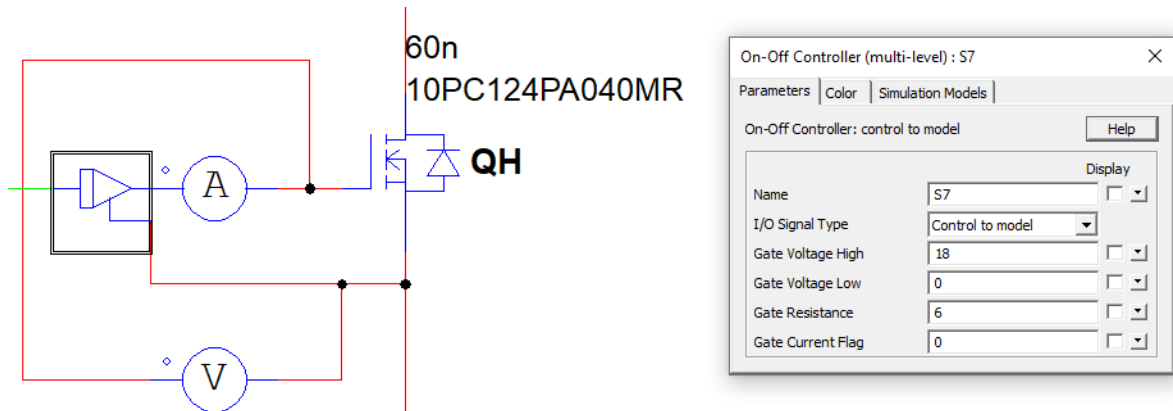 60n
10PC124PA040MR
QH
A
V
On-Off Controller (multi-level) : S7
Parameters
Color
Simulation Models
On-Off Controller: control to model
Help
Display
Name
S7
I/O Signal Type
Control to model
Gate Voltage High
18
Gate Voltage Low
0
Gate Resistance
6
Gate Current Flag
0